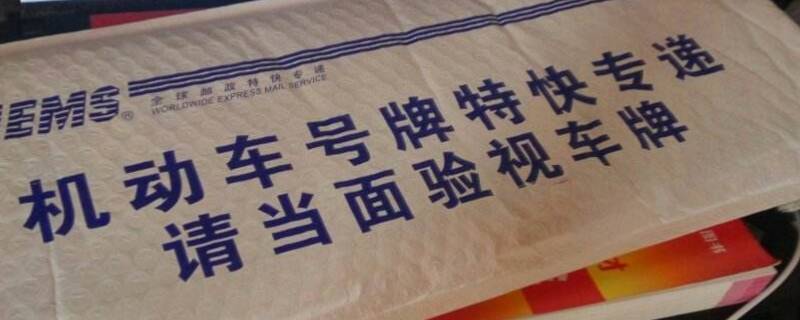 EMS® 全球邮政特快专递
WORLDWIDE EXPRESS MAIL SERVICE
机动车号牌特快专递
请当面验视车牌